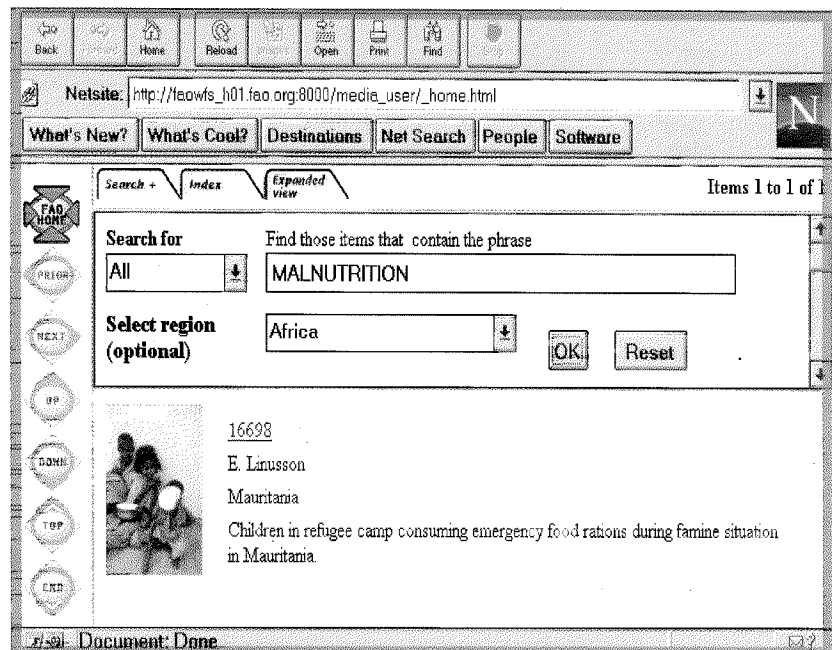 Back Home Reload Open Print Find
Netsite: http://faowfs_h01.fao.org:8000/media_user/_home.html
N
What's New? What's Cool? Destinations Net Search People Software
Search + Index Expanded view
Items 1 to 1 of 1
FAO HOME
PRIOR
NEXT
UP
DOWN
TOP
END
Search for Find those items that contain the phrase
All MALNUTRITION
Select region (optional) Africa OK Reset
16698
E. Linusson
Mauritania
Children in refugee camp consuming emergency food rations during famine situation
in Mauritania.
Document: Done